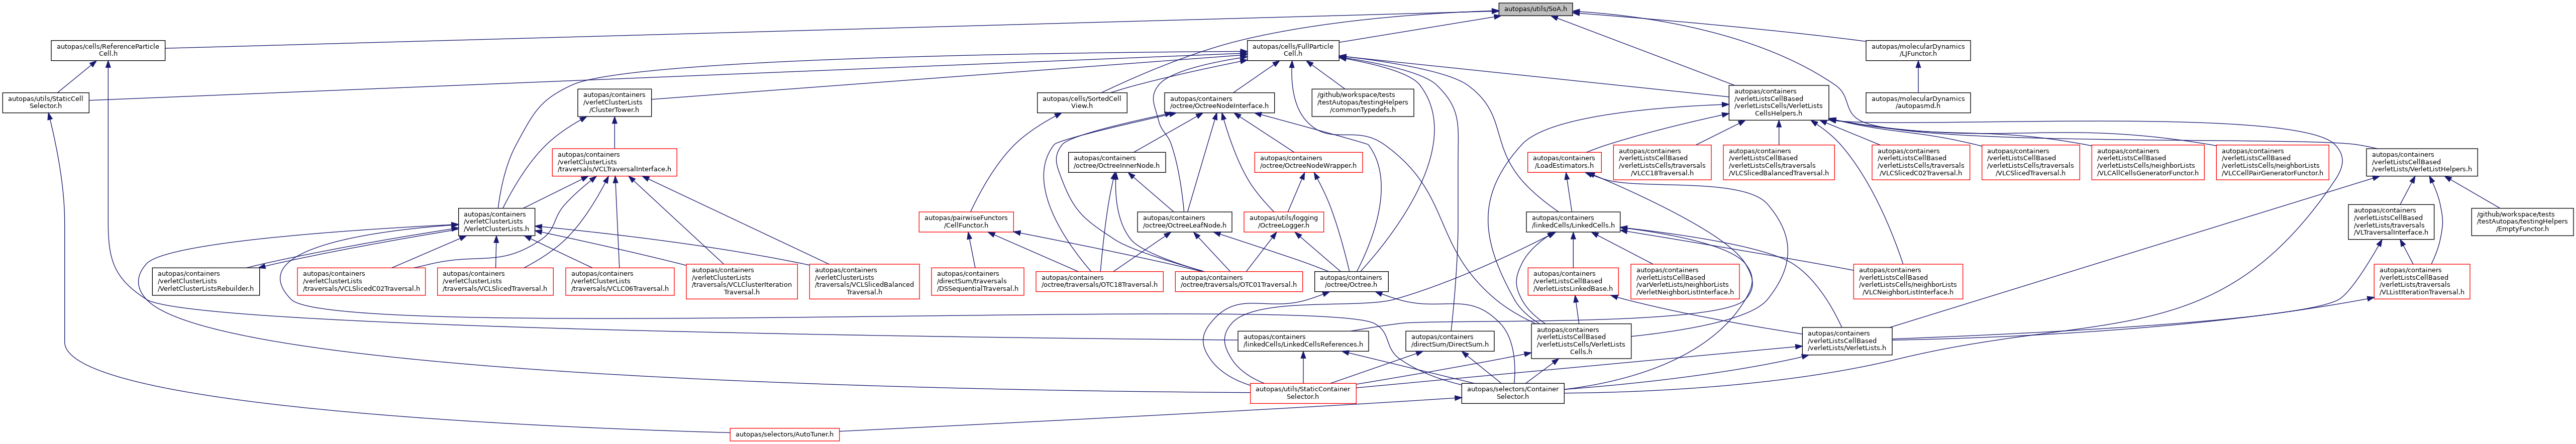 autopas/utils/SoA.h
autopas/cells/ReferenceParticle
Cell.h
autopas/cells/FullParticle
Cell.h
autopas/molecularDynamics
/LJFunctor.h
autopas/utils/StaticCell
Selector.h
autopas/containers
/verletClusterLists
/ClusterTower.h
autopas/cells/SortedCell
View.h
autopas/containers
/octree/OctreeNodeInterface.h
/github/workspace/tests
/testAutopas/testingHelpers
/commonTypedefs.h
autopas/containers
/verletListsCellBased
/verletListsCells/VerletLists
CellsHelpers.h
autopas/molecularDynamics
/autopasmd.h
autopas/containers
/verletClusterLists
/traversals/VCLTraversalInterface.h
autopas/containers
/octree/OctreeInnerNode.h
autopas/containers
/octree/OctreeNodeWrapper.h
autopas/containers
/LoadEstimators.h
autopas/containers
/verletListsCellBased
/verletListsCells/traversals
/VLCC18Traversal.h
autopas/containers
/verletListsCellBased
/verletListsCells/traversals
/VLCSlicedBalancedTraversal.h
autopas/containers
/verletListsCellBased
/verletListsCells/traversals
/VLCSlicedC02Traversal.h
autopas/containers
/verletListsCellBased
/verletListsCells/traversals
/VLCSlicedTraversal.h
autopas/containers
/verletListsCellBased
/verletListsCells/neighborLists
/VLCAllCellsGeneratorFunctor.h
autopas/containers
/verletListsCellBased
/verletListsCells/neighborLists
/VLCCellPairGeneratorFunctor.h
autopas/containers
/verletListsCellBased
/verletLists/VerletListHelpers.h
autopas/containers
/verletClusterLists
/VerletClusterLists.h
autopas/pairwiseFunctors
/CellFunctor.h
autopas/containers
/octree/OctreeLeafNode.h
autopas/utils/logging
/OctreeLogger.h
autopas/containers
/linkedCells/LinkedCells.h
autopas/containers
/verletListsCellBased
/verletLists/traversals
/VLTraversalInterface.h
/github/workspace/tests
/testAutopas/testingHelpers
/EmptyFunctor.h
autopas/containers
/verletClusterLists
/VerletClusterListsRebuilder.h
autopas/containers
/verletClusterLists
/traversals/VCLSlicedC02Traversal.h
autopas/containers
/verletClusterLists
/traversals/VCLSlicedTraversal.h
autopas/containers
/verletClusterLists
/traversals/VCLC06Traversal.h
autopas/containers
/verletClusterLists
/traversals/VCLClusterIteration
Traversal.h
autopas/containers
/verletClusterLists
/traversals/VCLSlicedBalanced
Traversal.h
autopas/containers
/directSum/traversals
/DSSequentialTraversal.h
autopas/containers
/octree/traversals/OTC18Traversal.h
autopas/containers
/octree/traversals/OTC01Traversal.h
autopas/containers
/octree/Octree.h
autopas/containers
/verletListsCellBased
/VerletListsLinkedBase.h
autopas/containers
/verletListsCellBased
/varVerletLists/neighborLists
/VerletNeighborListInterface.h
autopas/containers
/verletListsCellBased
/verletListsCells/neighborLists
/VLCNeighborListInterface.h
autopas/containers
/verletListsCellBased
/verletLists/traversals
/VLListIterationTraversal.h
autopas/containers
/linkedCells/LinkedCellsReferences.h
autopas/containers
/directSum/DirectSum.h
autopas/containers
/verletListsCellBased
/verletListsCells/VerletLists
Cells.h
autopas/containers
/verletListsCellBased
/verletLists/VerletLists.h
autopas/utils/StaticContainer
Selector.h
autopas/selectors/Container
Selector.h
autopas/selectors/AutoTuner.h